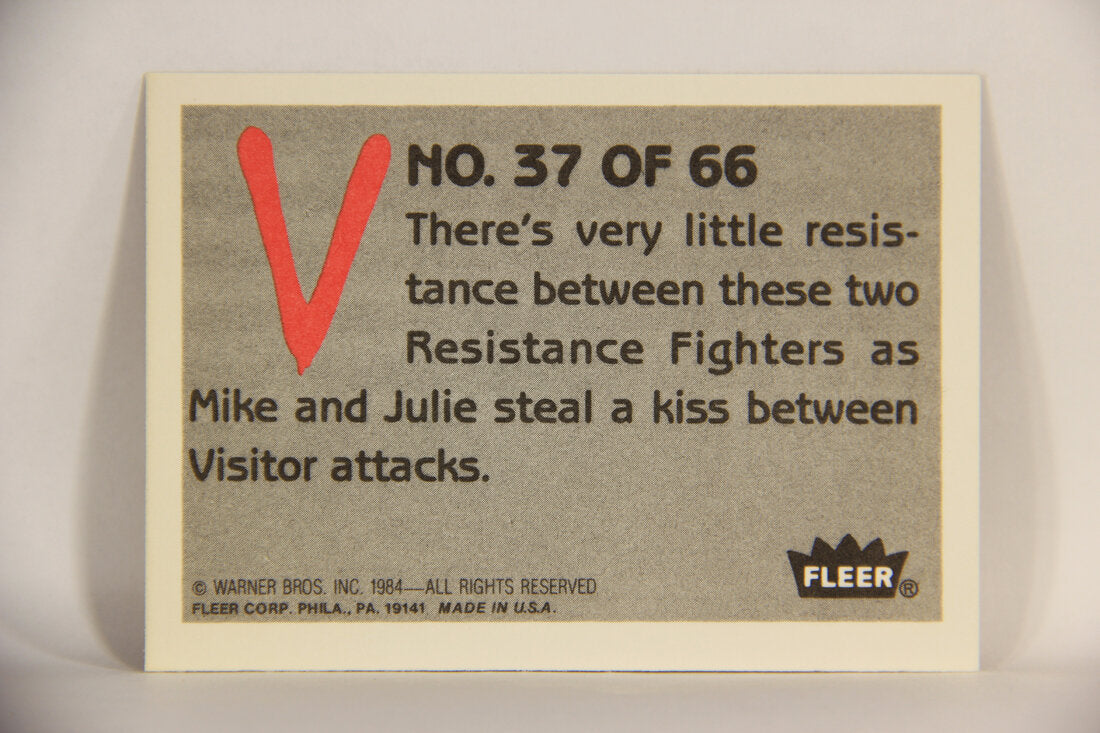 V
NO. 37 OF 66
There's very little resis-
tance between these two
Resistance Fighters as
Mike and Julie steal a kiss between
Visitor attacks.
© WARNER BROS. INC. 1984—ALL RIGHTS RESERVED
FLEER CORP. PHILA., PA. 19141 MADE IN U.S.A.
FLEER®